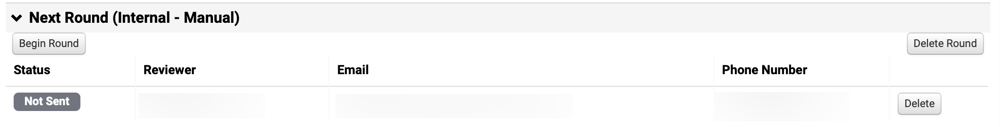 Next Round (Internal - Manual)
Begin Round
Delete Round
Status Reviewer Email Phone Number
Not Sent Delete